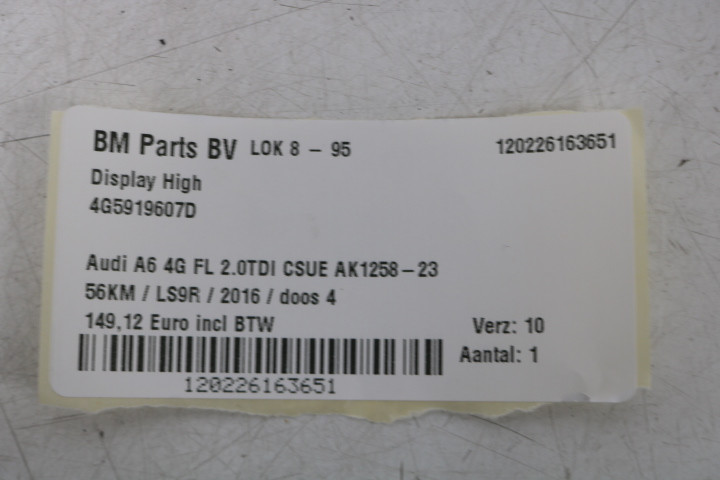 BM Parts BV LOK 8 - 95 120226163651
Display High
4G5919607D
Audi A6 4G FL 2.0TDI CSUE AK1258-23
56KM / LS9R / 2016 / doos 4
149,12 Euro incl BTW Verz: 10
Aantal: 1
120226163651